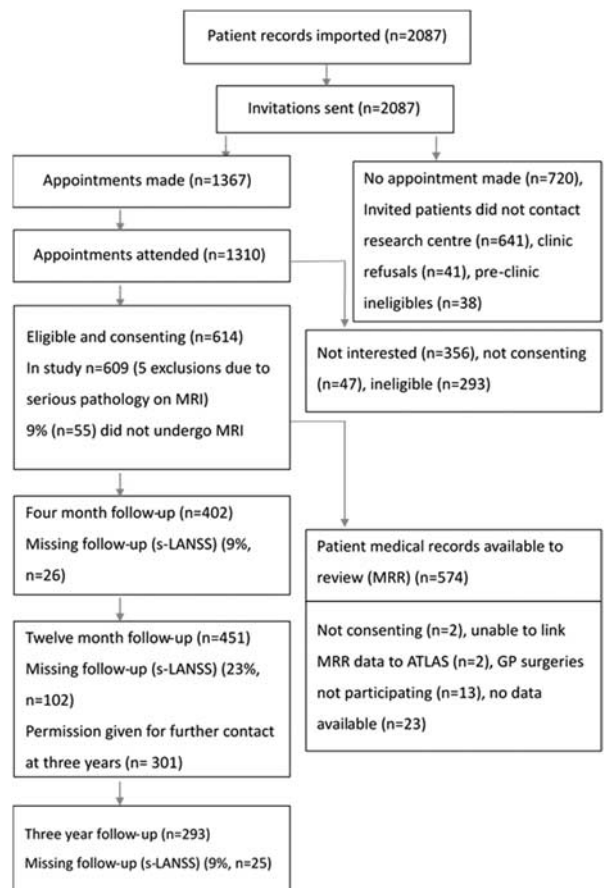 Patient records imported (n=2087)
Invitations sent (n=2087)
Appointments made (n=1367)
No appointment made (n=720),
Invited patients did not contact
research centre (n=641), clinic
refusals (n=41), pre-clinic
ineligibles (n=38)
Appointments attended (n=1310)
Not interested (n=356), not consenting
(n=47), ineligible (n=293)
Eligible and consenting (n=614)
In study n=609 (5 exclusions due to
serious pathology on MRI)
9% (n=55) did not undergo MRI
Four month follow-up (n=402)
Missing follow-up (s-LANSS) (9%,
n=26)
Patient medical records available to
review (MRR) (n=574)
Not consenting (n=2), unable to link
MRR data to ATLAS (n=2), GP surgeries
not participating (n=13), no data
available (n=23)
Twelve month follow-up (n=451)
Missing follow-up (s-LANSS) (23%,
n=102)
Permission given for further contact
at three years (n= 301)
Three year follow-up (n=293)
Missing follow-up (s-LANSS) (9%, n=25)